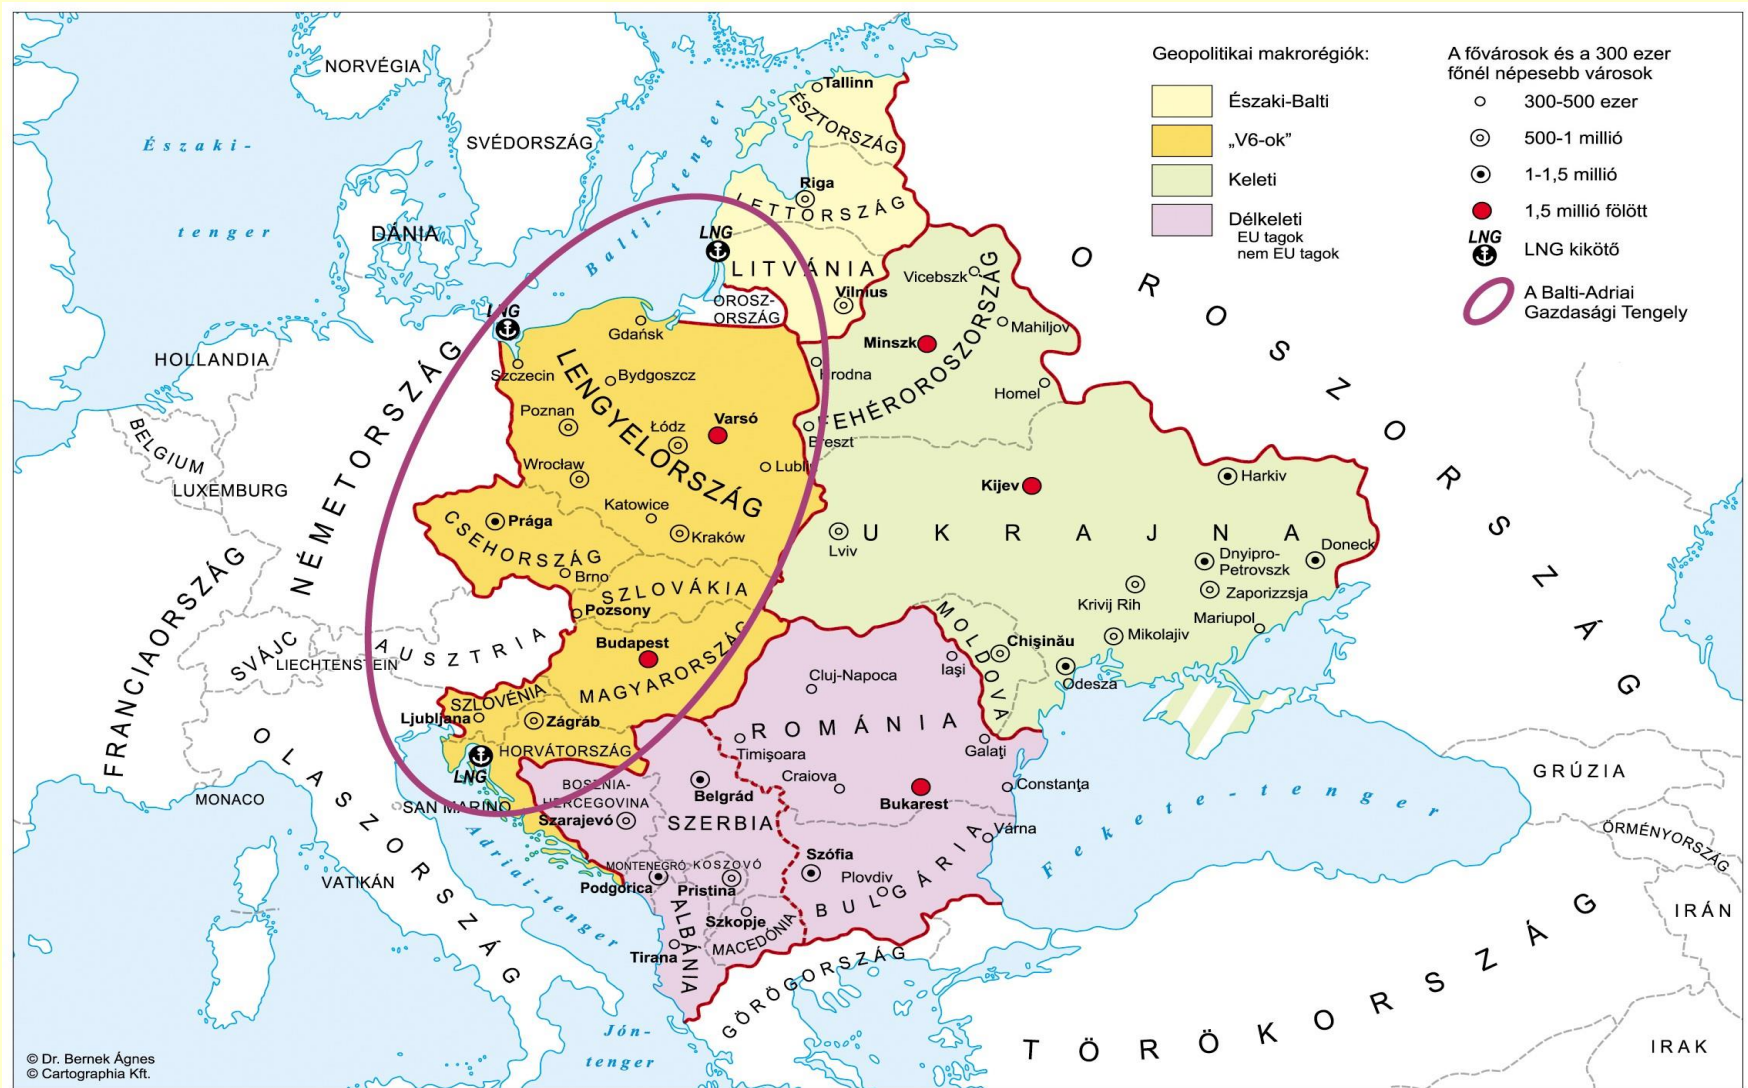 Geopolitikai makrorégiók:
Északi-Balti
„V6-ok”
Keleti
Délkeleti
EU tagok
nem EU tagok
A fővárosok és a 300 ezer
főnél népesebb városok
300-500 ezer
500-1 millió
1-1,5 millió
1,5 millió fölött
LNG
LNG kikötő
A Balti-Adriai
Gazdasági Tengely
NORVÉGIA
SVÉDORSZÁG
Északi-
tenger
DÁNIA
Balti-tenger
Tallinn
ÉSZTORSZÁG
Riga
LETTORSZÁG
LNG
LITVÁNIA
Vilnius
OROSZ-
ORSZÁG
LNG
Gdańsk
Szczecin
Bydgoszcz
LENGYELORSZÁG
Poznan
Łódz
Varsó
Lublin
Wrocław
Katowice
Kraków
HOLLANDIA
BELGIUM
LUXEMBURG
NÉMETORSZÁG
FRANCIAORSZÁG
SVÁJC
LIECHTENSTEIN
AUSZTRIA
Prága
CSEHORSZÁG
Brno
SZLOVÁKIA
Pozsony
Budapest
MAGYARORSZÁG
SZLOVÉNIA
Ljubljana
Zágráb
HORVÁTORSZÁG
LNG
Vicebszk
Mahiljov
Minszk
Hrodna
Homel
FEHÉROROSZORSZÁG
Breszt
OROSZORSZÁG
Kijev
Harkiv
UKRAJNA
Lviv
Dnyipro-
Petrovszk
Doneck
Zaporizzsja
Krivij Rih
Mariupol
Mikolajiv
MOLDOVA
Chişinău
Odesza
Iaşi
Cluj-Napoca
ROMÁNIA
Timişoara
Galaţi
Craiova
Bukarest
Constanţa
BOSZNIA-
HERCEGOVINA
Szarajevó
Belgrád
SZERBIA
MONTENEGRÓ
KOSZOVÓ
Podgorica
Pristina
Szkopje
MACEDÓNIA
ALBÁNIA
Tirana
Szófia
Plovdiv
Várna
BULGÁRIA
GÖRÖGORSZÁG
Fekete-tenger
GRÚZIA
ÖRMÉNYORSZÁG
IRÁN
IRAK
TÖRÖKORSZÁG
MONACO
SAN MARINO
OLASZORSZÁG
VATIKÁN
Adriai-tenger
Jón-
tenger
© Dr. Bernek Ágnes
© Cartographia Kft.